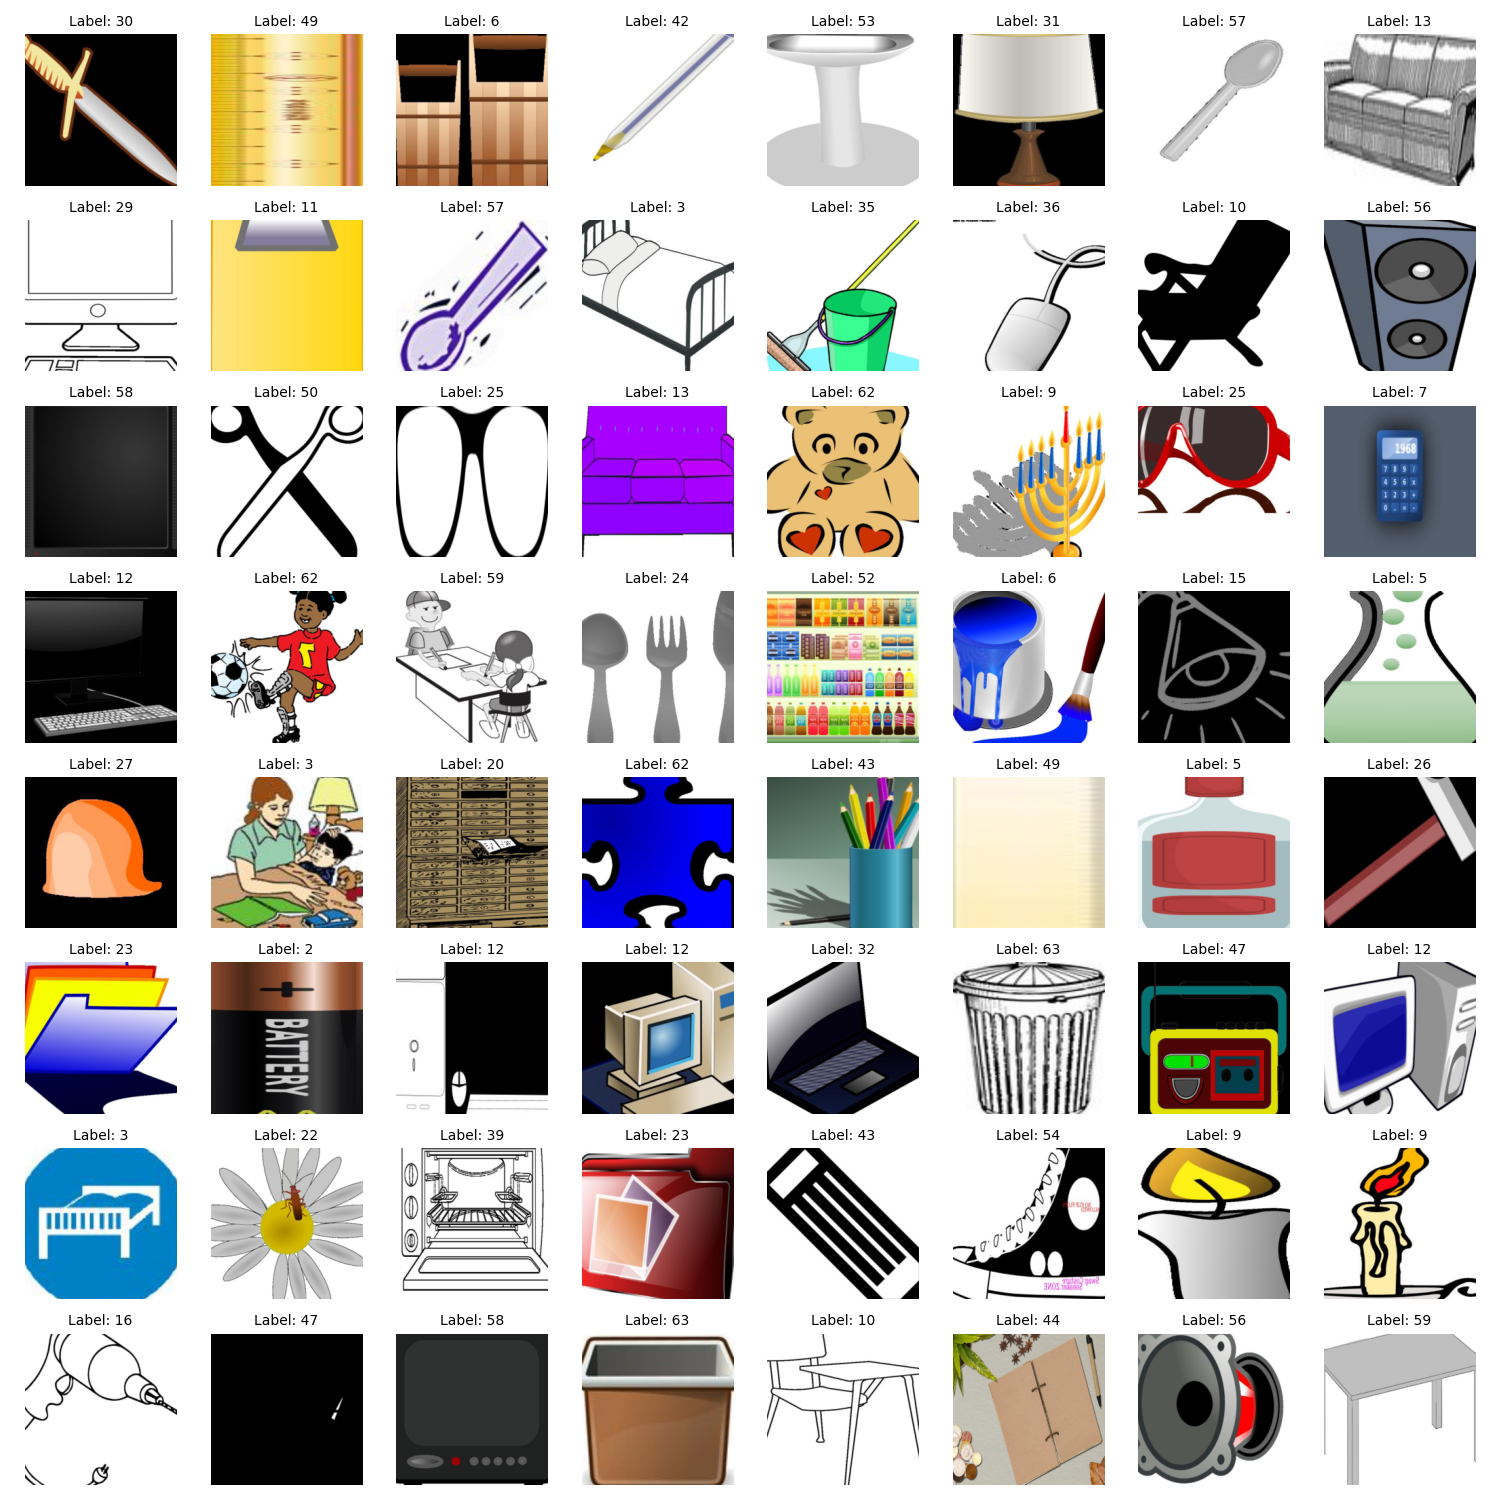 Label: 30 Label: 49 Label: 6 Label: 42 Label: 53 Label: 31 Label: 57 Label: 13
Label: 29 Label: 11 Label: 57 Label: 3 Label: 35 Label: 36 Label: 10 Label: 56
Label: 58 Label: 50 Label: 25 Label: 13 Label: 62 Label: 9 Label: 25 Label: 7
1968
7 8 9 /
4 5 6 x
1 2 3 +
0 . = -
Label: 12 Label: 62 Label: 59 Label: 24 Label: 52 Label: 6 Label: 15 Label: 5
Label: 27 Label: 3 Label: 20 Label: 62 Label: 43 Label: 49 Label: 5 Label: 26
Label: 23 Label: 2 Label: 12 Label: 12 Label: 32 Label: 63 Label: 47 Label: 12
BATTERY
Label: 3 Label: 22 Label: 39 Label: 23 Label: 43 Label: 54 Label: 9 Label: 9
Label: 16 Label: 47 Label: 58 Label: 63 Label: 10 Label: 44 Label: 56 Label: 59